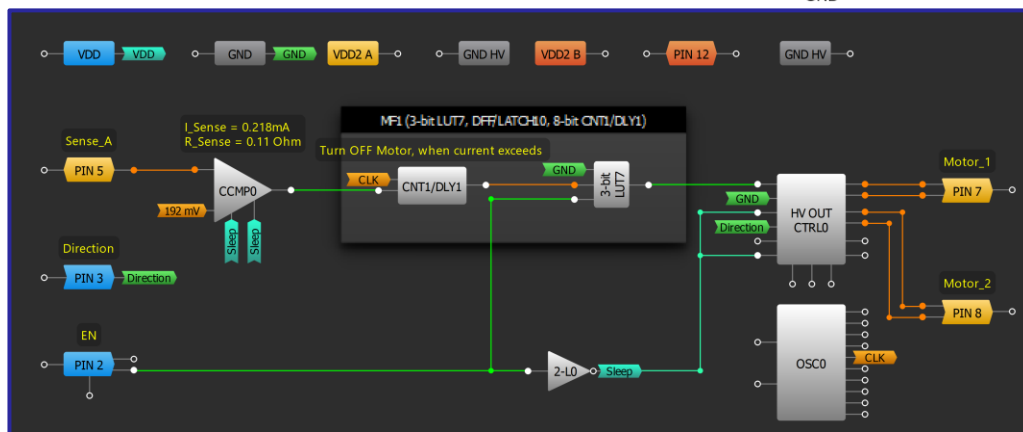 GND
VDD VDD GND GND VDD2 A GND HV VDD2 B PIN 12 GND HV
MF1 (3-bit LUT7, DFF/LATCH10, 8-bit CNT1/DLY1)
I_Sense = 0.218mA
R_Sense = 0.11 Ohm
Sense_A
Turn OFF Motor, when current exceeds
PIN 5
CCMP0
CLK
CNT1/DLY1
GND
3-bit
LUT7
192 mV
Sleep
Sleep
GND
Direction
HV OUT
CTRL0
Motor_1
PIN 7
Direction
PIN 3 Direction
Motor_2
PIN 8
EN
PIN 2
2-L0
Sleep
OSC0
CLK